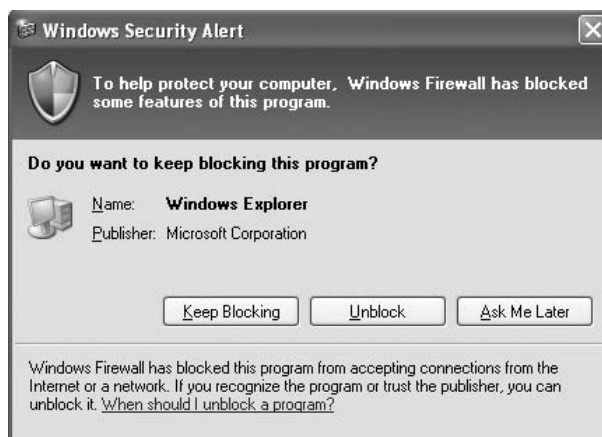 Windows Security Alert
To help protect your computer, Windows Firewall has blocked
some features of this program.
Do you want to keep blocking this program?
Name: Windows Explorer
Publisher: Microsoft Corporation
Keep Blocking Unblock Ask Me Later
Windows Firewall has blocked this program from accepting connections from the
Internet or a network. If you recognize the program or trust the publisher, you can
unblock it. When should I unblock a program?